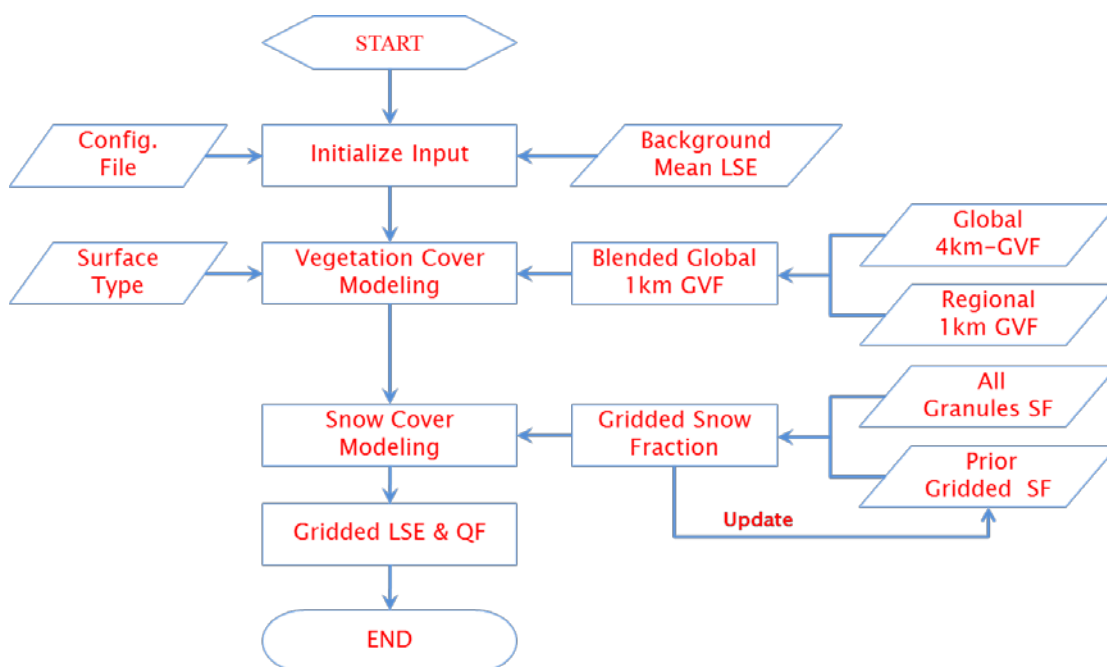 START
Config.
File
Initialize Input
Background
Mean LSE
Surface
Type
Vegetation Cover
Modeling
Blended Global
1km GVF
Global
4km-GVF
Regional
1km GVF
Snow Cover
Modeling
Gridded Snow
Fraction
All
Granules SF
Prior
Gridded SF
Update
Gridded LSE & QF
END